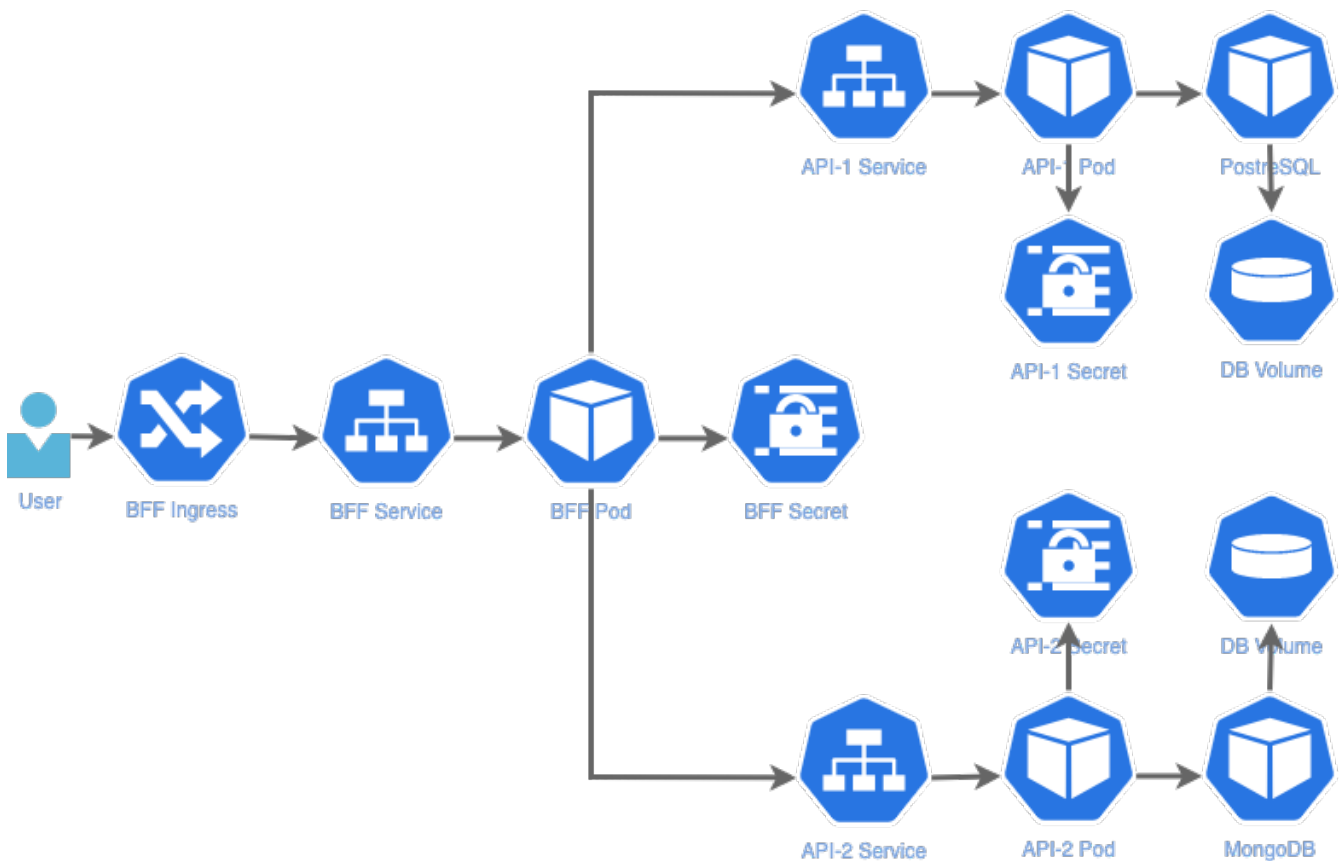 API-1 Service
API-1 Pod
PostreSQL
API-1 Secret
DB Volume
User
BFF Ingress
BFF Service
BFF Pod
BFF Secret
API-2 Secret
DB Volume
API-2 Service
API-2 Pod
MongoDB